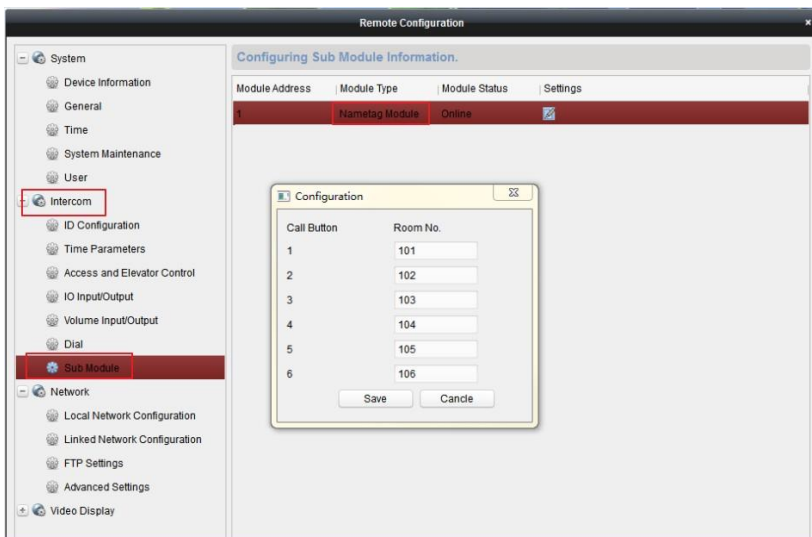 Remote Configuration
x
System
Device Information
General
Time
System Maintenance
User
Intercom
ID Configuration
Time Parameters
Access and Elevator Control
IO Input/Output
Volume Input/Output
Dial
Sub Module
Network
Local Network Configuration
Linked Network Configuration
FTP Settings
Advanced Settings
Video Display
Configuring Sub Module Information.
Module Address Module Type Module Status Settings
1 Nametag Module Online
Configuration
Call Button Room No.
1 101
2 102
3 103
4 104
5 105
6 106
Save Cancle